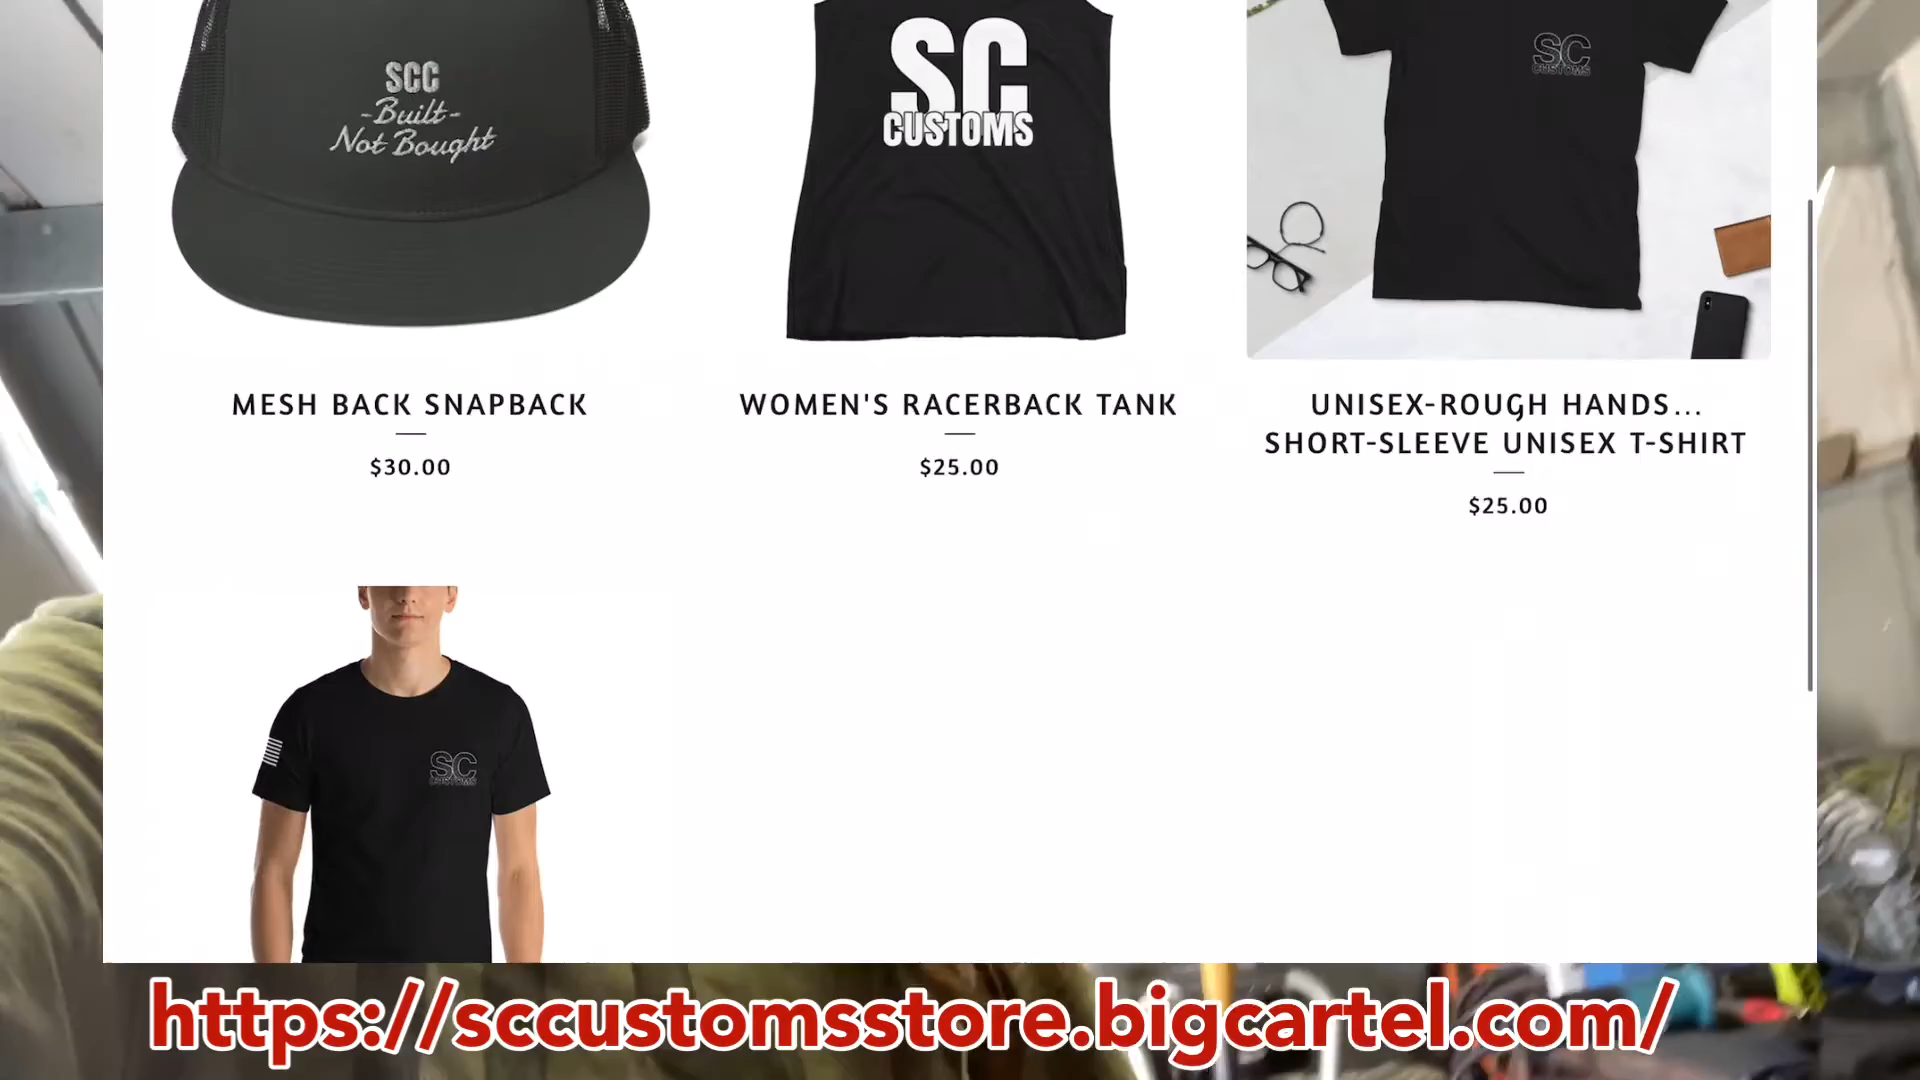 SCC
-Built-
Not Bought
SC
CUSTOMS
SC
CUSTOMS
MESH BACK SNAPBACK
$30.00
WOMEN'S RACERBACK TANK
$25.00
UNISEX-ROUGH HANDS...
SHORT-SLEEVE UNISEX T-SHIRT
$25.00
SC
CUSTOMS
https://sccustomsstore.bigcartel.com/